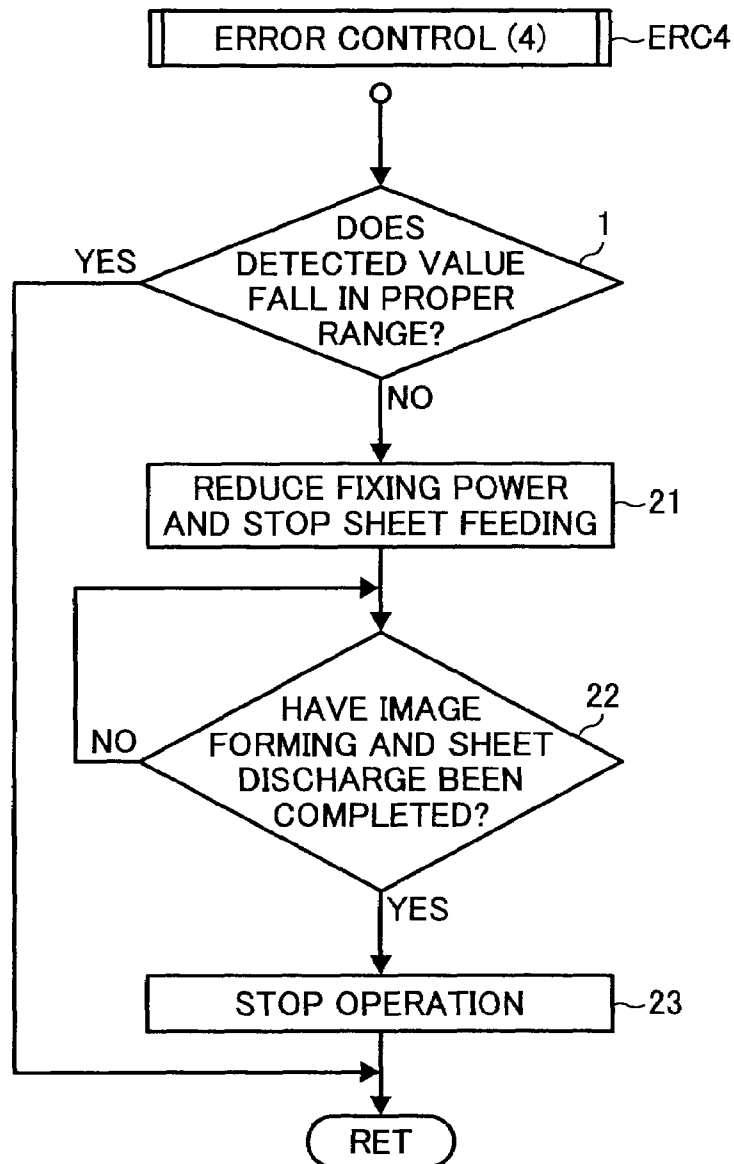 ERROR CONTROL (4)
ERC4
DOES
DETECTED VALUE
FALL IN PROPER
RANGE?
1
YES
NO
REDUCE FIXING POWER
AND STOP SHEET FEEDING
21
HAVE IMAGE
FORMING AND SHEET
DISCHARGE BEEN
COMPLETED?
22
NO
YES
STOP OPERATION
23
RET